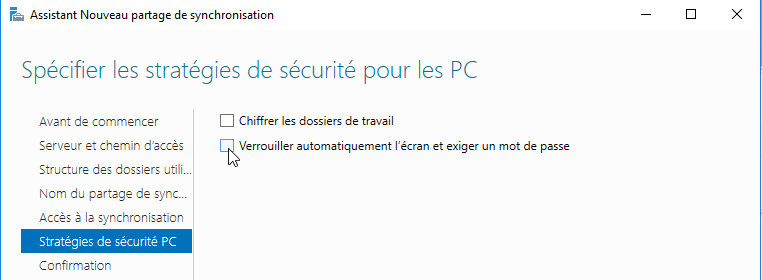 Assistant Nouveau partage de synchronisation
Spécifier les stratégies de sécurité pour les PC
Avant de commencer
Serveur et chemin d'accès
Structure des dossiers utili...
Nom du partage de sync...
Accès à la synchronisation
Stratégies de sécurité PC
Confirmation
Chiffrer les dossiers de travail
Verrouiller automatiquement l'écran et exiger un mot de passe